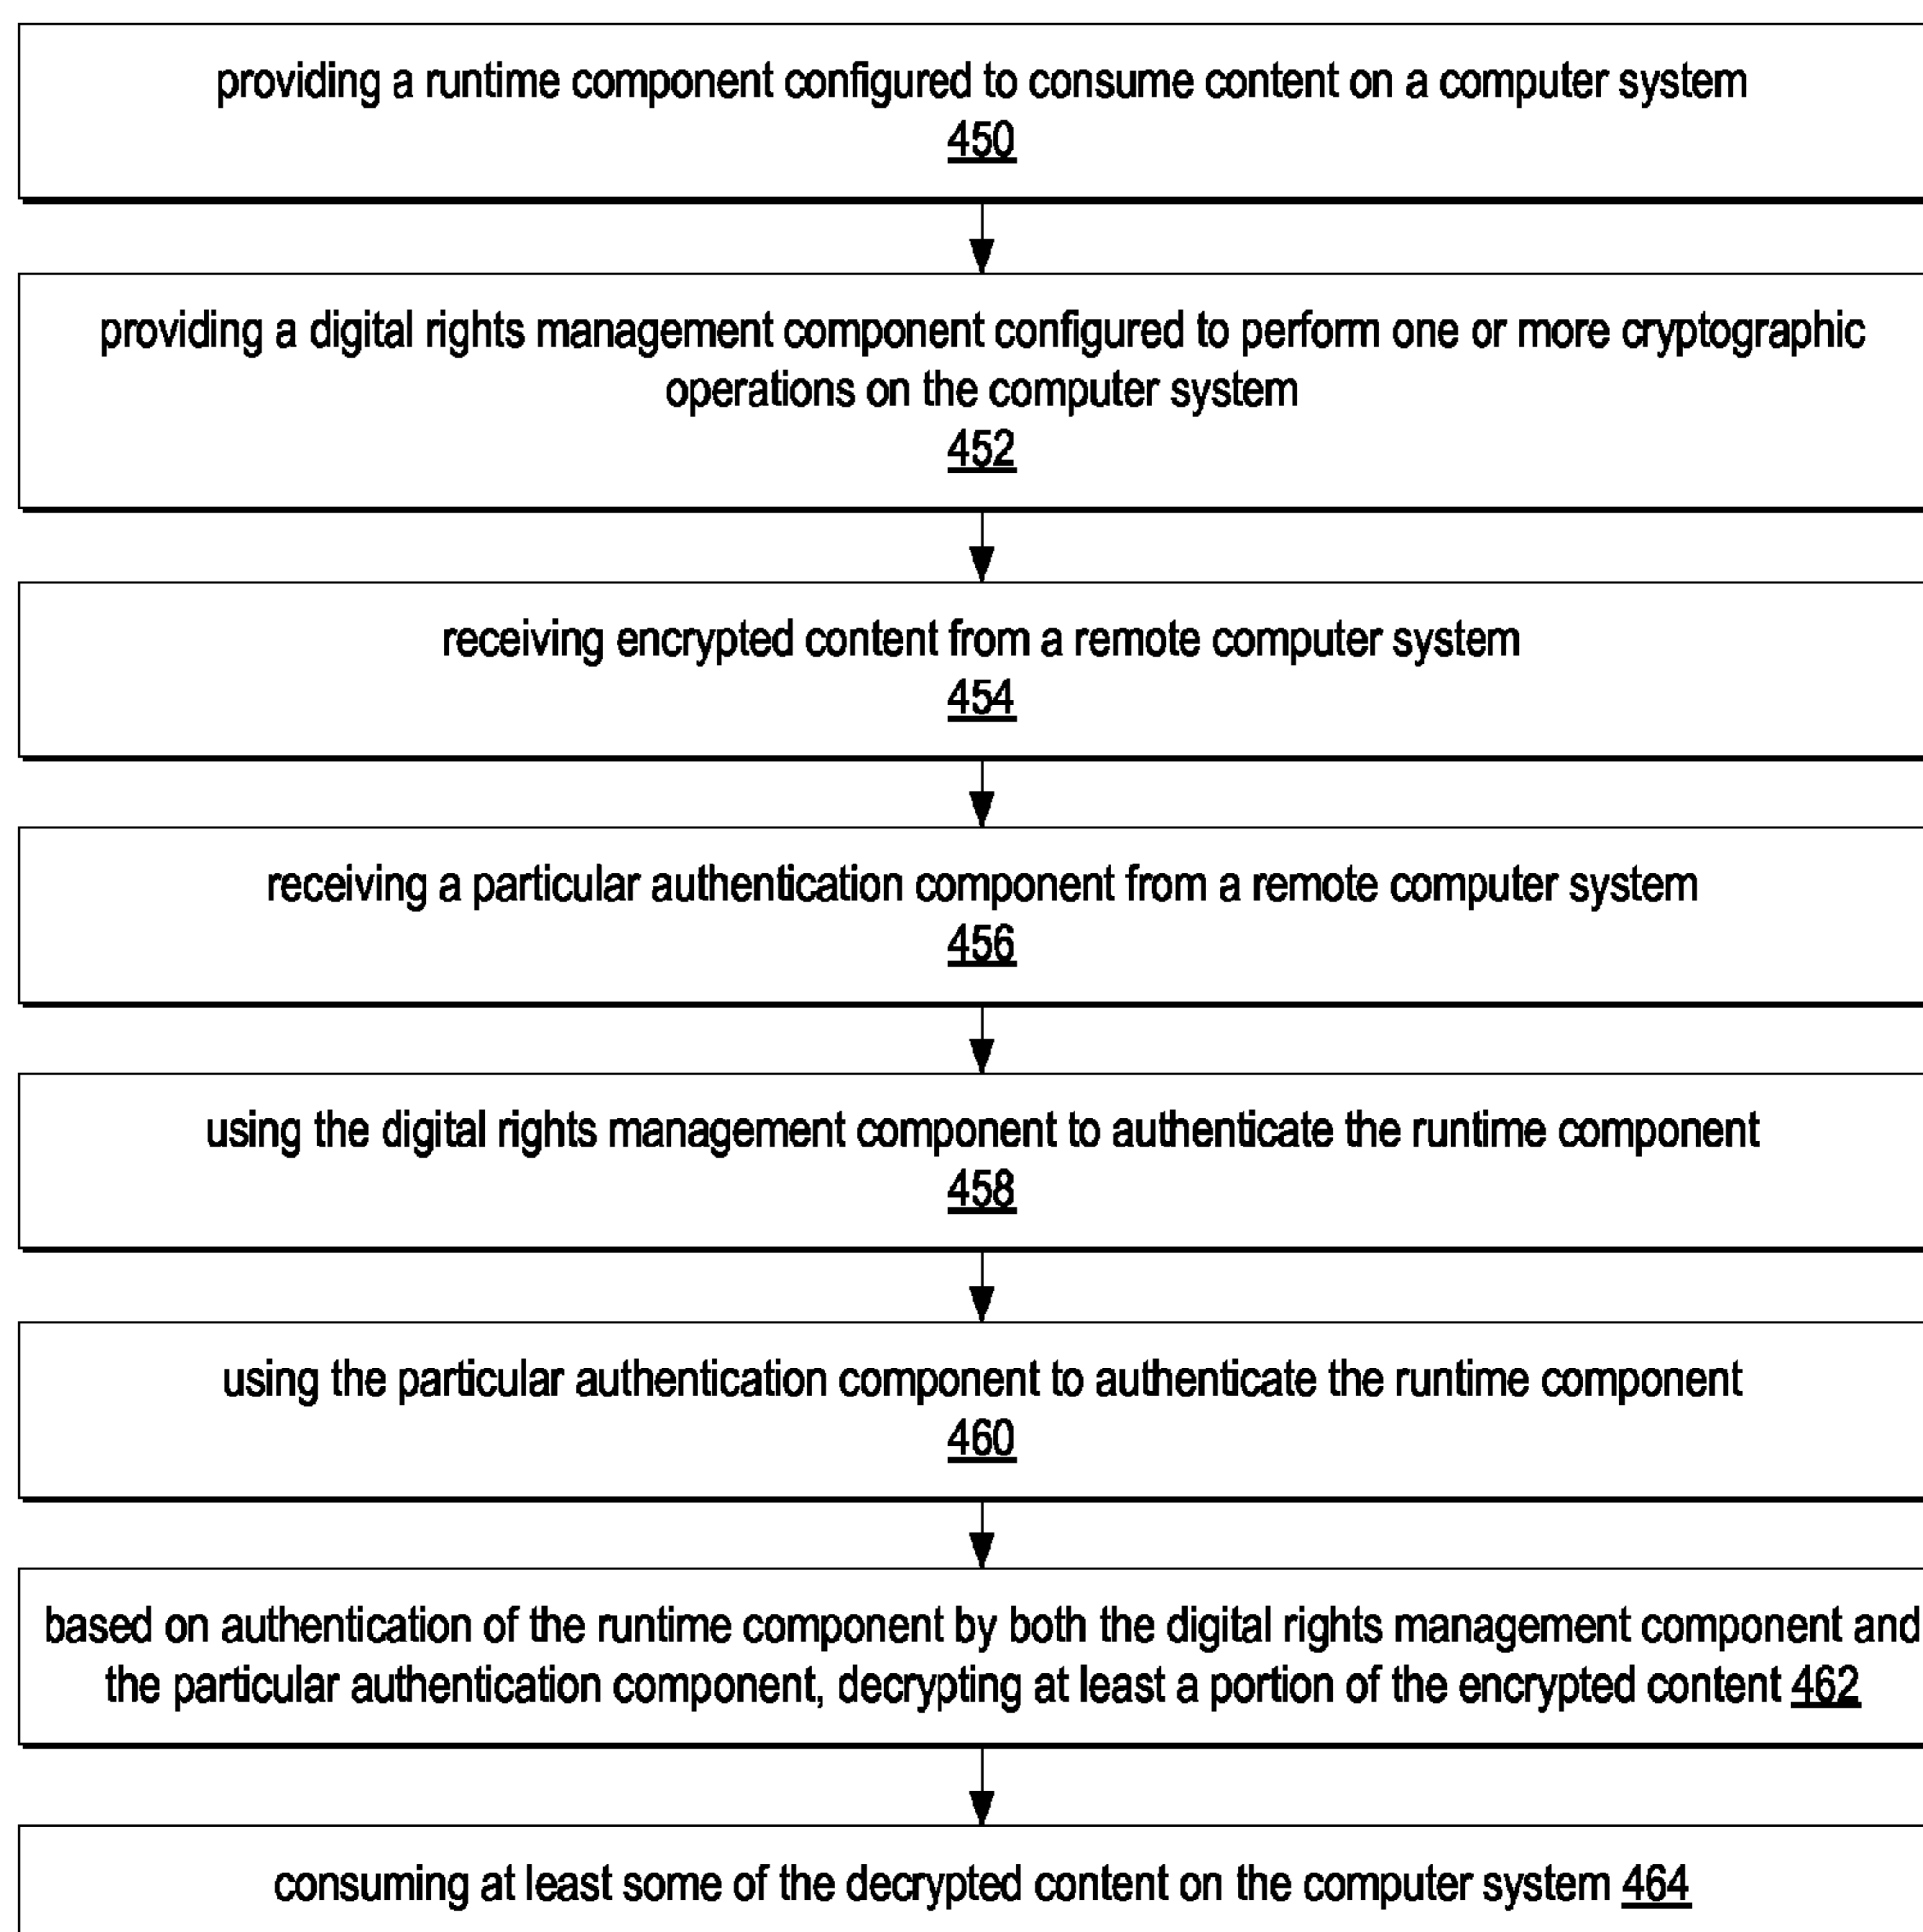 providing a runtime component configured to consume content on a computer system
450
providing a digital rights management component configured to perform one or more cryptographic
operations on the computer system
452
receiving encrypted content from a remote computer system
454
receiving a particular authentication component from a remote computer system
456
using the digital rights management component to authenticate the runtime component
458
using the particular authentication component to authenticate the runtime component
460
based on authentication of the runtime component by both the digital rights management component and
the particular authentication component, decrypting at least a portion of the encrypted content 462
consuming at least some of the decrypted content on the computer system 464